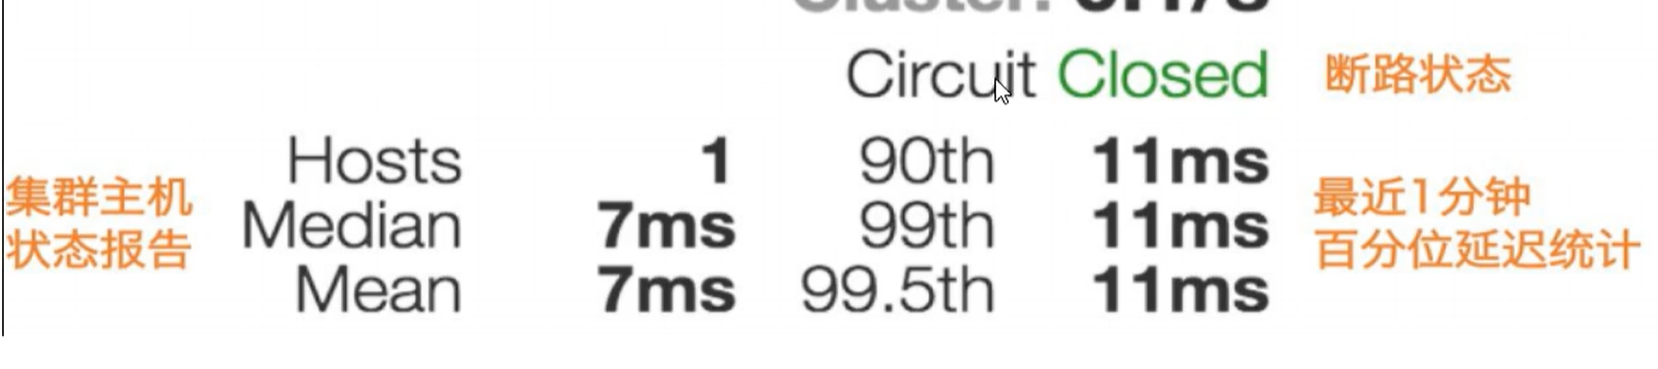 Cluster:
Circuit Closed 断路状态
Hosts 1 90th 11ms
集群主机 最近1分钟
Median 7ms 99th 11ms
状态报告 百分位延迟统计
Mean 7ms 99.5th 11ms